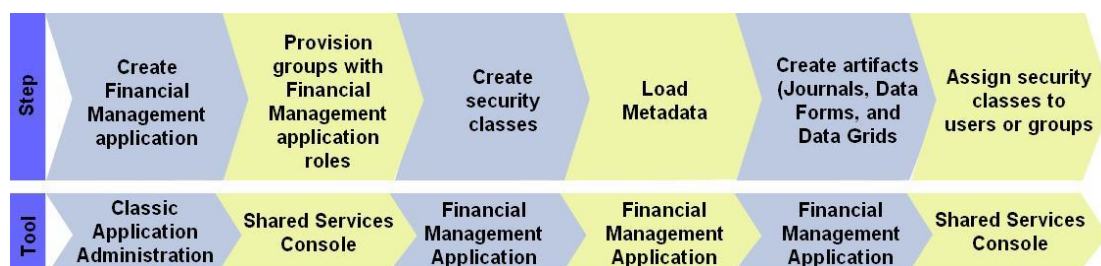 Step
Create
Financial
Management
application
Provision
groups with
Financial
Management
application
roles
Create
security
classes
Load
Metadata
Create artifacts
(Journals, Data
Forms, and
Data Grids
Assign security
classes to
users or groups
Tool
Classic
Application
Administration
Shared Services
Console
Financial
Management
Application
Financial
Management
Application
Financial
Management
Application
Shared Services
Console